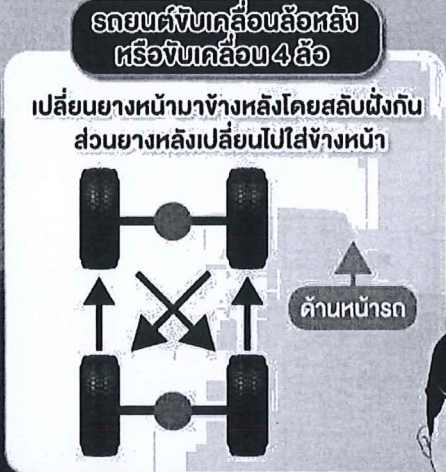 รถยนต์ขับเคลื่อนล้อหลัง
หรือขับเคลื่อน 4 ล้อ
เปลี่ยนยางหน้ามาข้างหลังโดยสลับฝั่งกัน
ส่วนยางหลังเปลี่ยนไปใส่ข้างหน้า
ด้านหน้ารถ